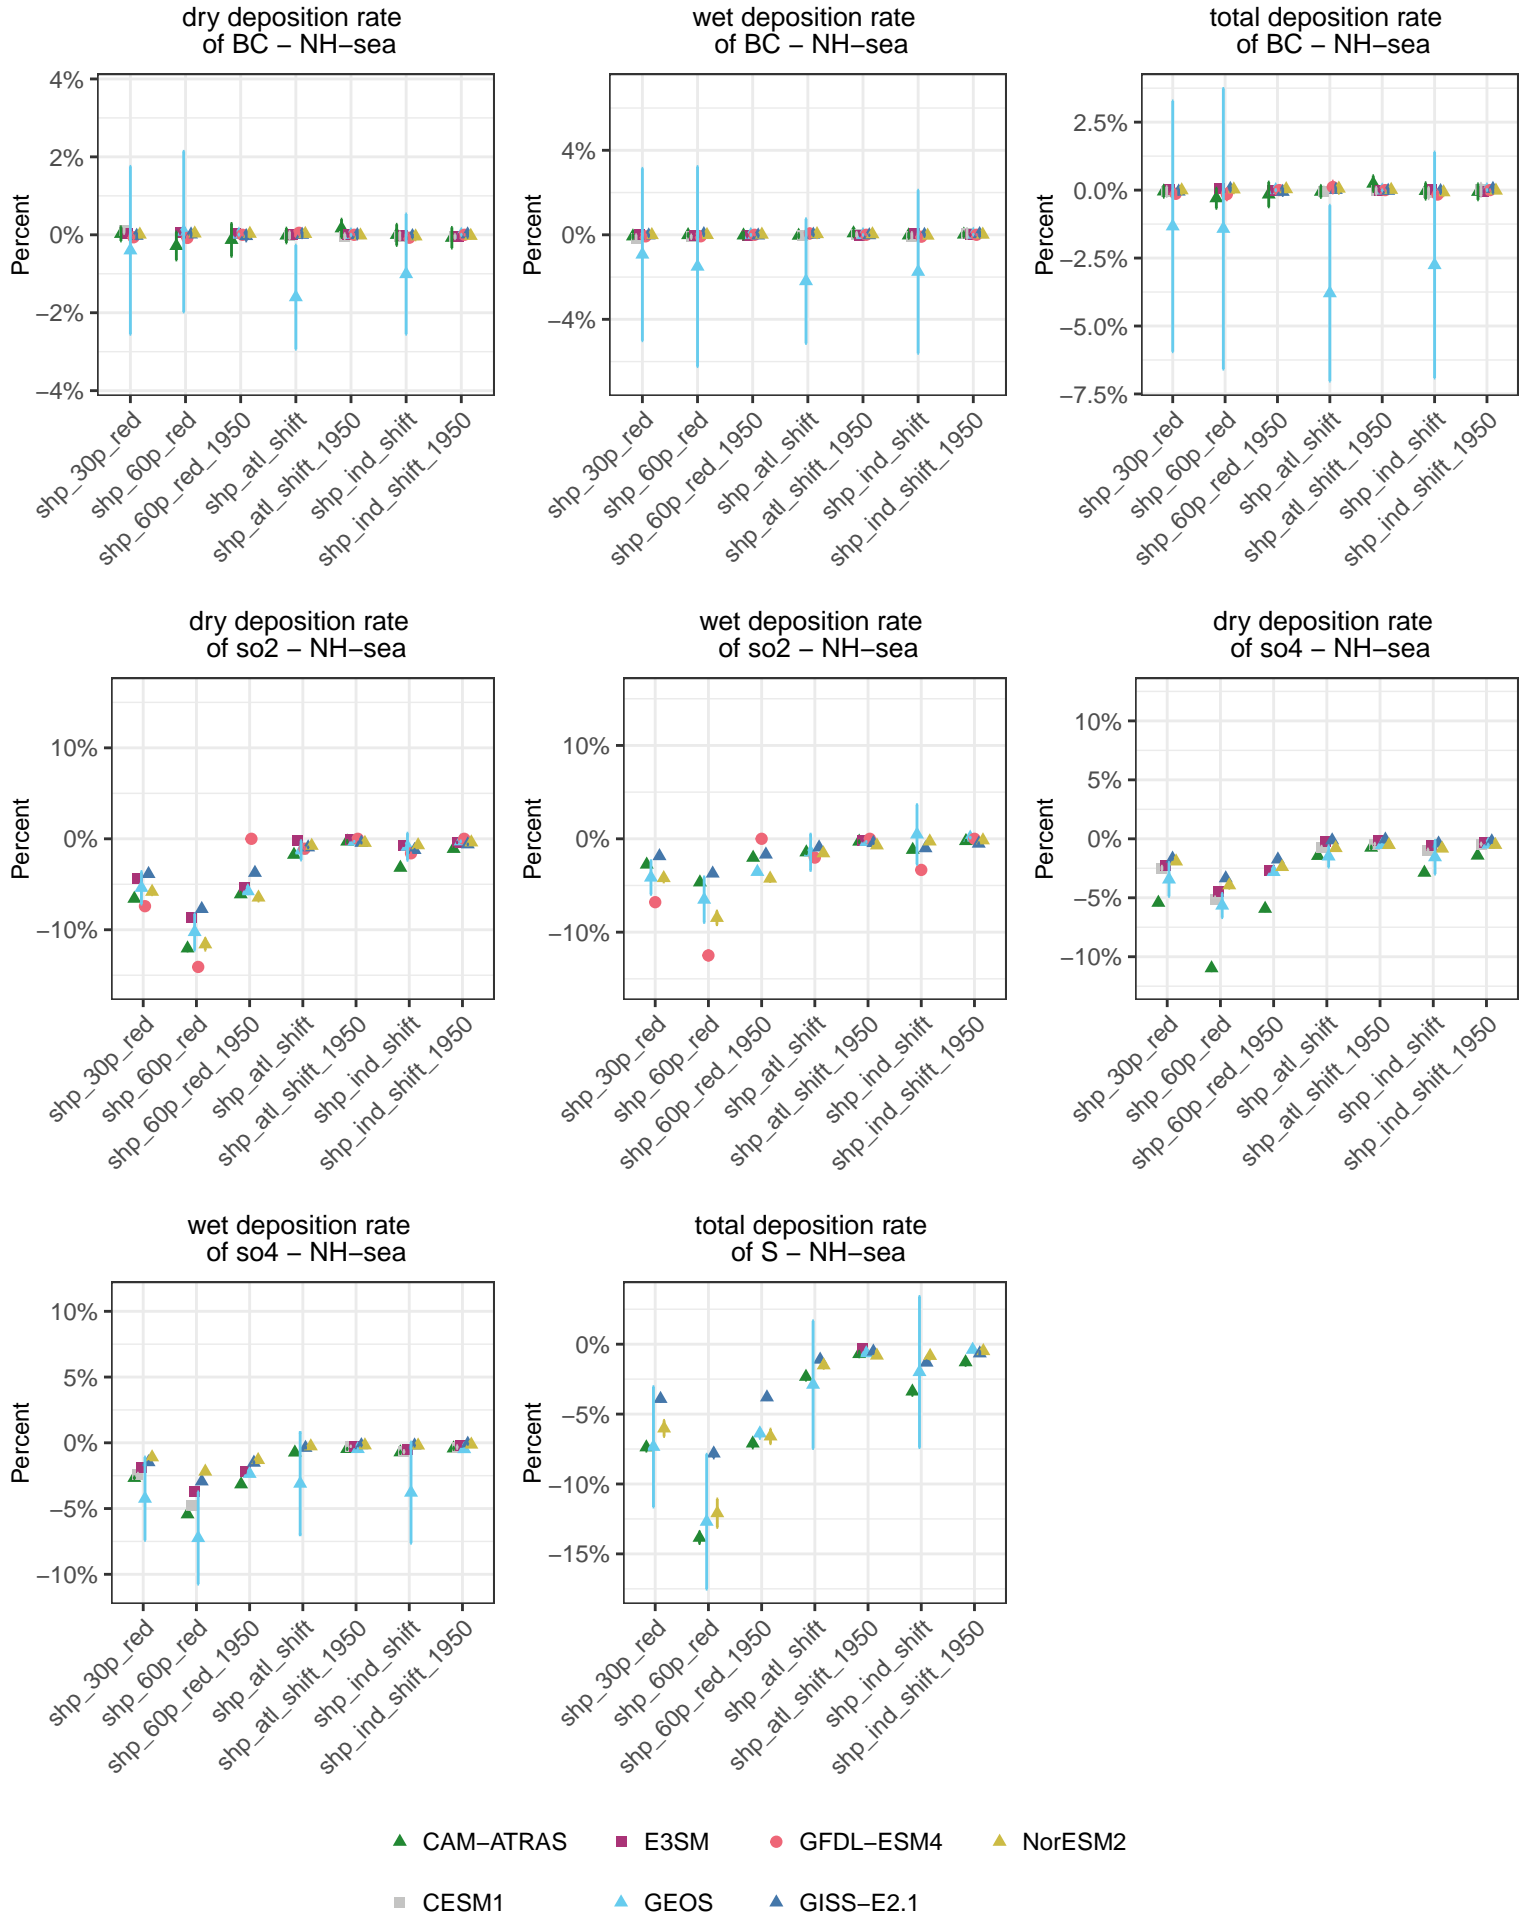 dry deposition rate
of BC − NH−sea
wet deposition rate
of BC − NH−sea
total deposition rate
of BC − NH−sea
Percent
4%
2%
0%
−2%
−4%
shp_30p_red
shp_60p_red
shp_60p_red_1950
shp_atl_shift
shp_atl_shift_1950
shp_ind_shift
shp_ind_shift_1950
Percent
4%
0%
−4%
shp_30p_red
shp_60p_red
shp_60p_red_1950
shp_atl_shift
shp_atl_shift_1950
shp_ind_shift
shp_ind_shift_1950
Percent
2.5%
0.0%
−2.5%
−5.0%
−7.5%
shp_30p_red
shp_60p_red
shp_60p_red_1950
shp_atl_shift
shp_atl_shift_1950
shp_ind_shift
shp_ind_shift_1950
dry deposition rate
of so2 − NH−sea
wet deposition rate
of so2 − NH−sea
dry deposition rate
of so4 − NH−sea
Percent
10%
0%
−10%
shp_30p_red
shp_60p_red
shp_60p_red_1950
shp_atl_shift
shp_atl_shift_1950
shp_ind_shift
shp_ind_shift_1950
Percent
10%
0%
−10%
shp_30p_red
shp_60p_red
shp_60p_red_1950
shp_atl_shift
shp_atl_shift_1950
shp_ind_shift
shp_ind_shift_1950
Percent
10%
5%
0%
−5%
−10%
shp_30p_red
shp_60p_red
shp_60p_red_1950
shp_atl_shift
shp_atl_shift_1950
shp_ind_shift
shp_ind_shift_1950
wet deposition rate
of so4 − NH−sea
total deposition rate
of S − NH−sea
Percent
10%
5%
0%
−5%
−10%
shp_30p_red
shp_60p_red
shp_60p_red_1950
shp_atl_shift
shp_atl_shift_1950
shp_ind_shift
shp_ind_shift_1950
Percent
0%
−5%
−10%
−15%
shp_30p_red
shp_60p_red
shp_60p_red_1950
shp_atl_shift
shp_atl_shift_1950
shp_ind_shift
shp_ind_shift_1950
CAM−ATRAS
E3SM
GFDL−ESM4
NorESM2
CESM1
GEOS
GISS−E2.1